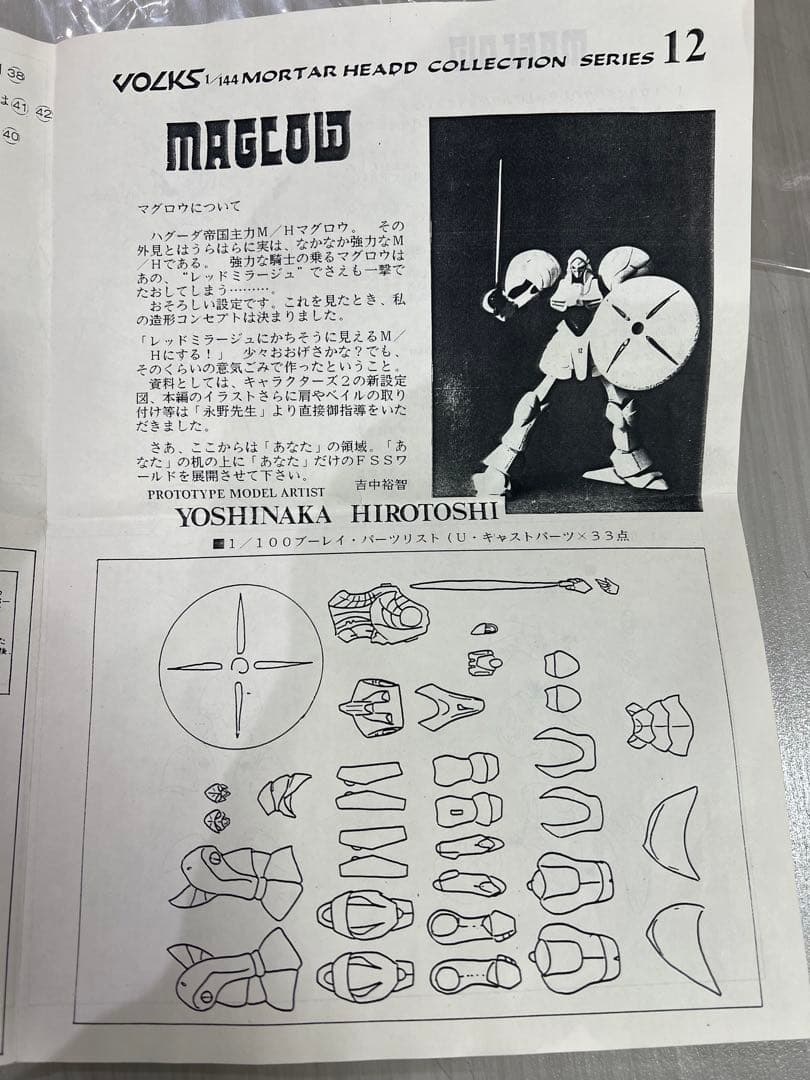 38
は 41 42
40
VOLKS 1/144 MORTAR HEADD COLLECTION SERIES 12
MAGLOW
マグロウについて
ハグーダ帝国主力M／Hマグロウ。 その
外見とはうらはらに実は、なかなか強力なM
／Hである。 強力な騎士の乗るマグロウは
あの、“レッドミラージュ”でさえも一撃で
たおしてしまう………。
おそろしい設定です。これを見たとき、私
の造形コンセプトは決まりました。
「レッドミラージュにかちそうに見えるM／
Hにする！」 少々おおげさかな？でも、
そのくらいの意気ごみで作ったということ。
資料としては、キャラクターズ２の新設定
図、本編のイラストさらに肩やベイルの取り
付け等は「永野先生」より直接御指導をいた
だきました。
さあ、ここからは「あなた」の領域。「あ
なた」の机の上に「あなた」だけのFSSワ
ールドを展開させて下さい。
吉中裕智
PROTOTYPE MODEL ARTIST
YOSHINAKA HIROTOSHI
■１／１００ブーレイ・パーツリスト（U・キャストパーツ×３３点